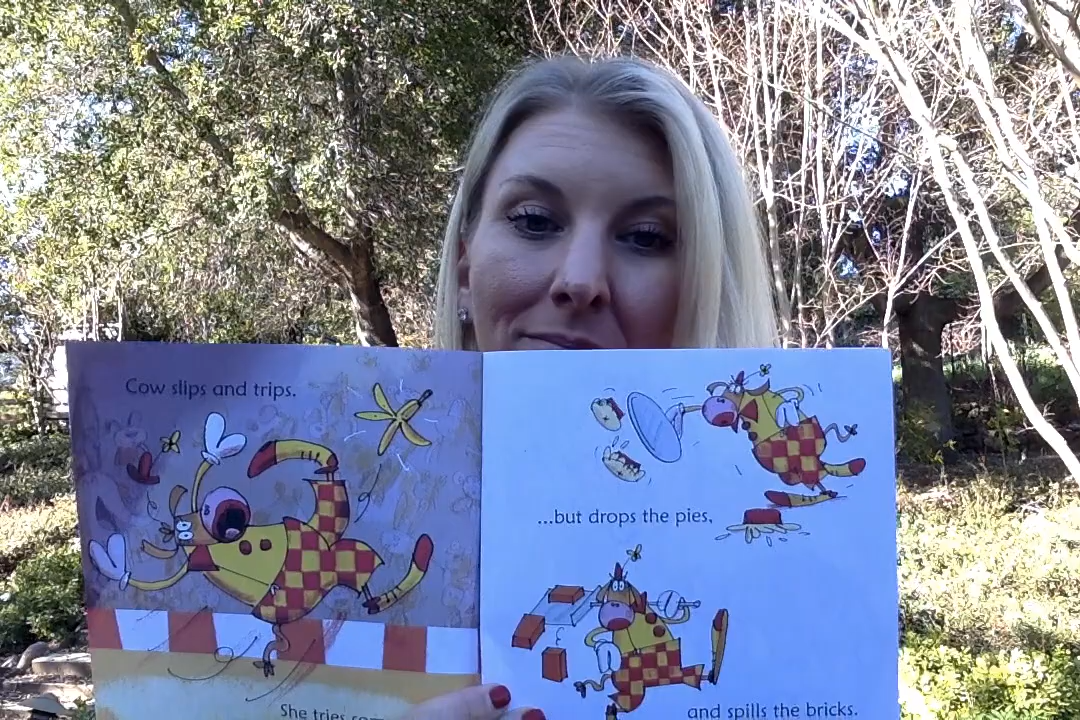 Cow slips and trips.
She tries
...but drops the pies,
and spills the bricks.